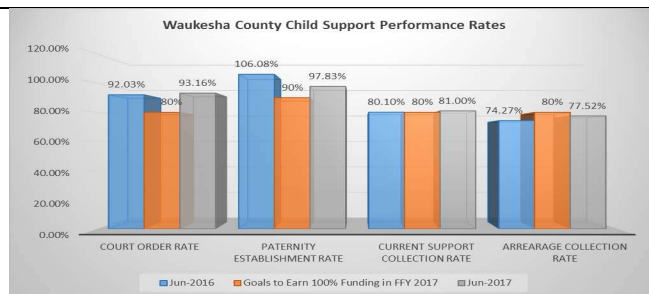 Waukesha County Child Support Performance Rates
120.00%
100.00%
80.00%
60.00%
40.00%
20.00%
0.00%
92.03%
80%
93.16%
106.08%
90%
97.83%
80.10%
80%
81.00%
74.27%
80%
77.52%
COURT ORDER RATE
PATERNITY
ESTABLISHMENT RATE
CURRENT SUPPORT
COLLECTION RATE
ARREARAGE COLLECTION
RATE
Jun-2016
Goals to Earn 100% Funding in FFY 2017
Jun-2017